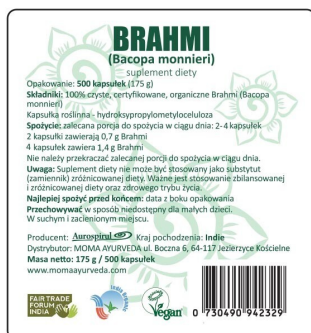 BRAHMI
(Bacopa monnieri)
suplement diety
Opakowanie: 500 kapsułek (175 g)
Składniki: 100% czyste, certyfikowane, organiczne Brahmi (Bacopa
monnieri)
Kapsułka roślinna - hydroksypropylometyloceluloza
Spożycie: zalecana porcja do spożycia w ciągu dnia: 2-4 kapsułek
2 kapsułki zawierają 0,7 g Brahmi
4 kapsułek zawiera 1,4 g Brahmi
Nie należy przekraczać zalecanej porcji do spożycia w ciągu dnia.
Uwaga: Suplement diety nie może być stosowany jako substytut
(zamiennik) zróżnicowanej diety. Ważne jest stosowanie zbilansowanej
i zróżnicowanej diety oraz zdrowego trybu życia.
Najlepiej spożyć przed końcem: data z boku opakowania
Przechowywać w sposób niedostępny dla małych dzieci.
W suchym i zacienionym miejscu.
Producent: Aurospirul Kraj pochodzenia: Indie
Dystrybutor: MOMA AYURVEDA ul. Boczna 6, 64-117 Jezierzyce Kościelne
Masa netto: 175 g / 500 kapsułek
www.momaayurveda.com
FAIR TRADE
FORUM
INDIA
Vegan
0 730490 942329